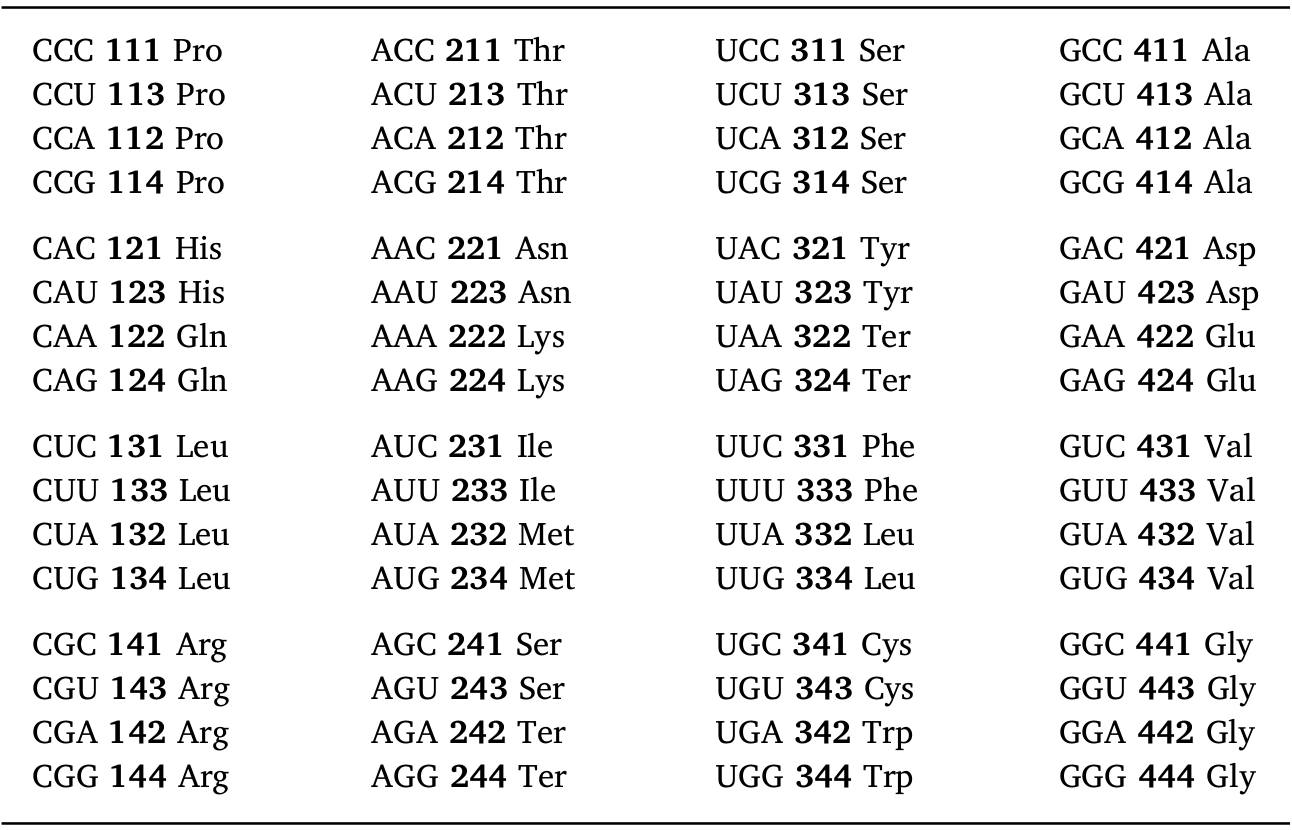 CCC 111 Pro ACC 211 Thr UCC 311 Ser GCC 411 Ala
CCU 113 Pro ACU 213 Thr UCU 313 Ser GCU 413 Ala
CCA 112 Pro ACA 212 Thr UCA 312 Ser GCA 412 Ala
CCG 114 Pro ACG 214 Thr UCG 314 Ser GCG 414 Ala
CAC 121 His AAC 221 Asn UAC 321 Tyr GAC 421 Asp
CAU 123 His AAU 223 Asn UAU 323 Tyr GAU 423 Asp
CAA 122 Gln AAA 222 Lys UAA 322 Ter GAA 422 Glu
CAG 124 Gln AAG 224 Lys UAG 324 Ter GAG 424 Glu
CUC 131 Leu AUC 231 Ile UUC 331 Phe GUC 431 Val
CUU 133 Leu AUU 233 Ile UUU 333 Phe GUU 433 Val
CUA 132 Leu AUA 232 Met UUA 332 Leu GUA 432 Val
CUG 134 Leu AUG 234 Met UUG 334 Leu GUG 434 Val
CGC 141 Arg AGC 241 Ser UGC 341 Cys GGC 441 Gly
CGU 143 Arg AGU 243 Ser UGU 343 Cys GGU 443 Gly
CGA 142 Arg AGA 242 Ter UGA 342 Trp GGA 442 Gly
CGG 144 Arg AGG 244 Ter UGG 344 Trp GGG 444 Gly